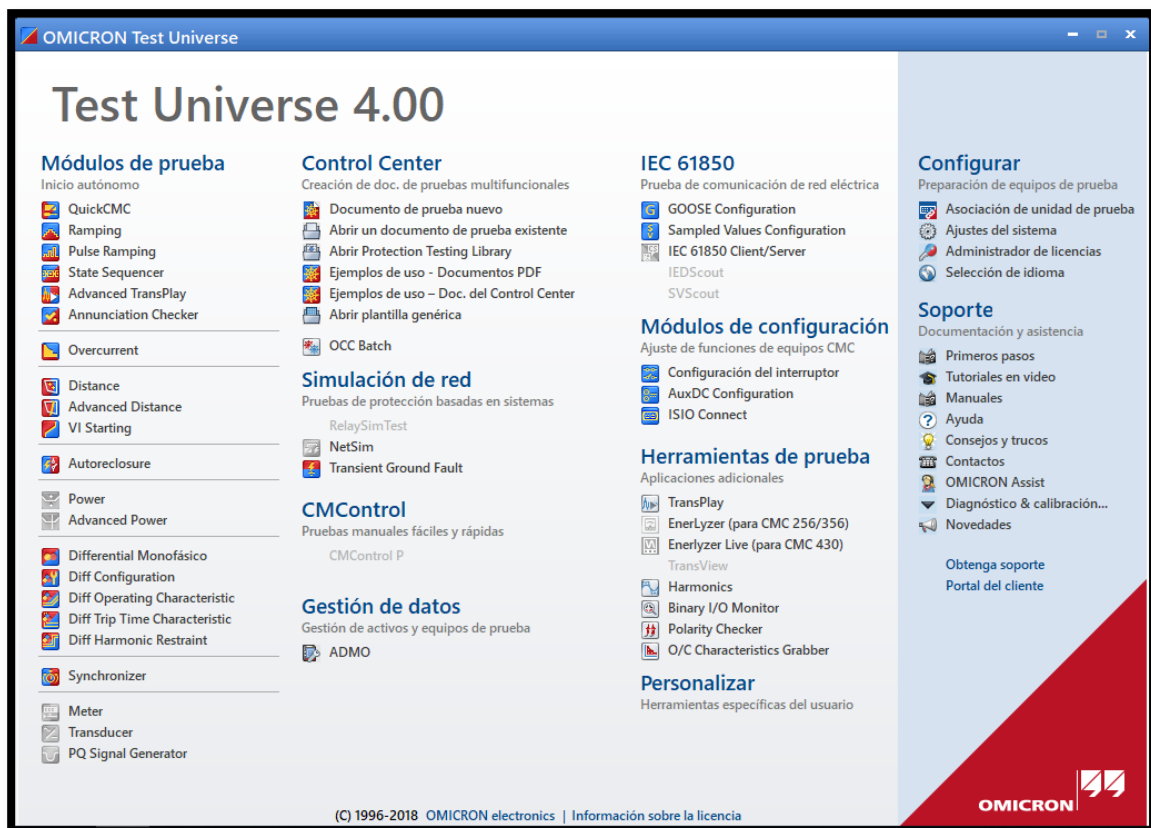 OMICRON Test Universe
Test Universe 4.00
Módulos de prueba
Inicio autónomo
QuickCMC
Ramping
Pulse Ramping
State Sequencer
Advanced TransPlay
Annunciation Checker
Overcurrent
Distance
Advanced Distance
VI Starting
Autoreclosure
Power
Advanced Power
Differential Monofásico
Diff Configuration
Diff Operating Characteristic
Diff Trip Time Characteristic
Diff Harmonic Restraint
Synchronizer
Meter
Transducer
PQ Signal Generator
Control Center
Creación de doc. de pruebas multifuncionales
Documento de prueba nuevo
Abrir un documento de prueba existente
Abrir Protection Testing Library
Ejemplos de uso - Documentos PDF
Ejemplos de uso – Doc. del Control Center
Abrir plantilla genérica
OCC Batch
Simulación de red
Pruebas de protección basadas en sistemas
RelaySimTest
NetSim
Transient Ground Fault
CMControl
Pruebas manuales fáciles y rápidas
CMControl P
Gestión de datos
Gestión de activos y equipos de prueba
ADMO
IEC 61850
Prueba de comunicación de red eléctrica
GOOSE Configuration
Sampled Values Configuration
IEC 61850 Client/Server
IEDScout
SVScout
Módulos de configuración
Ajuste de funciones de equipos CMC
Configuración del interruptor
AuxDC Configuration
ISIO Connect
Herramientas de prueba
Aplicaciones adicionales
TransPlay
EnerLyzer (para CMC 256/356)
Enerlyzer Live (para CMC 430)
TransView
Harmonics
Binary I/O Monitor
Polarity Checker
O/C Characteristics Grabber
Personalizar
Herramientas específicas del usuario
Configurar
Preparación de equipos de prueba
Asociación de unidad de prueba
Ajustes del sistema
Administrador de licencias
Selección de idioma
Soporte
Documentación y asistencia
Primeros pasos
Tutoriales en video
Manuales
Ayuda
Consejos y trucos
Contactos
OMICRON Assist
Diagnóstico & calibración...
Novedades
Obtenga soporte
Portal del cliente
OMICRON
(C) 1996-2018 OMICRON electronics | Información sobre la licencia